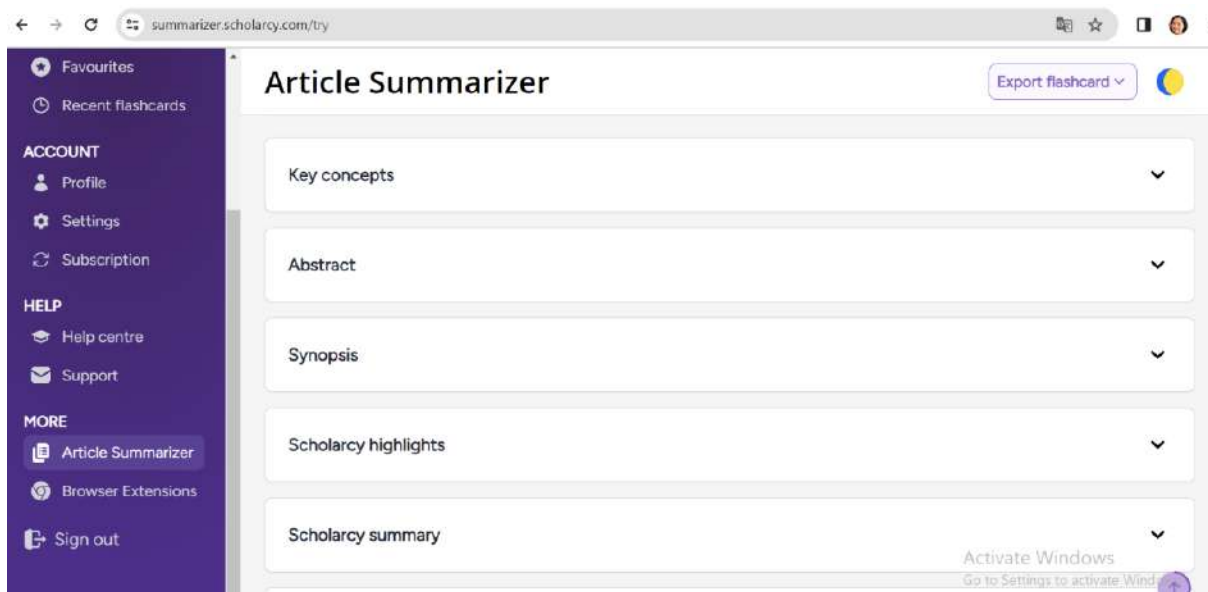 summarizer.scholarcy.com/try
Favourites
Recent flashcards
ACCOUNT
Profile
Settings
Subscription
HELP
Help centre
Support
MORE
Article Summarizer
Browser Extensions
Sign out
Article Summarizer
Export flashcard
Key concepts
Abstract
Synopsis
Scholarcy highlights
Scholarcy summary
Activate Windows
Go to Settings to activate Wind